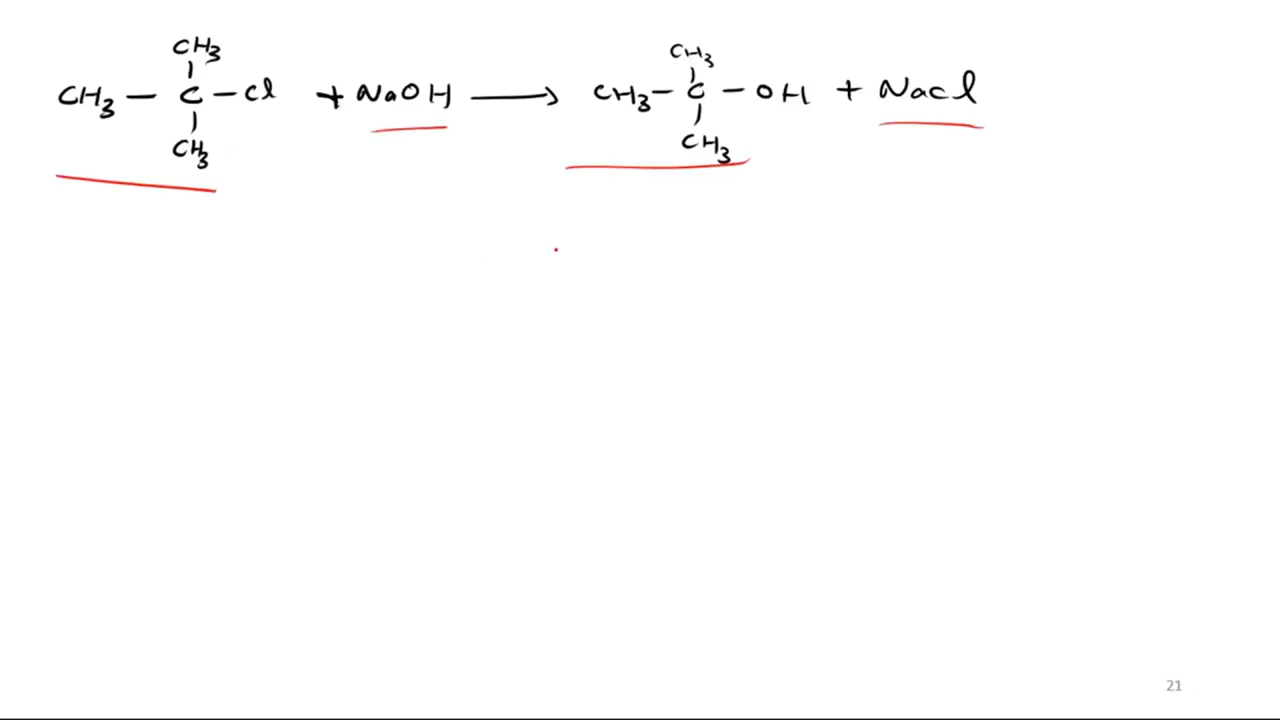 CH3 CH3
CH3 — C — Cl + NaOH ⟶ CH3 — C — OH + Nacl
CH3 CH3
21